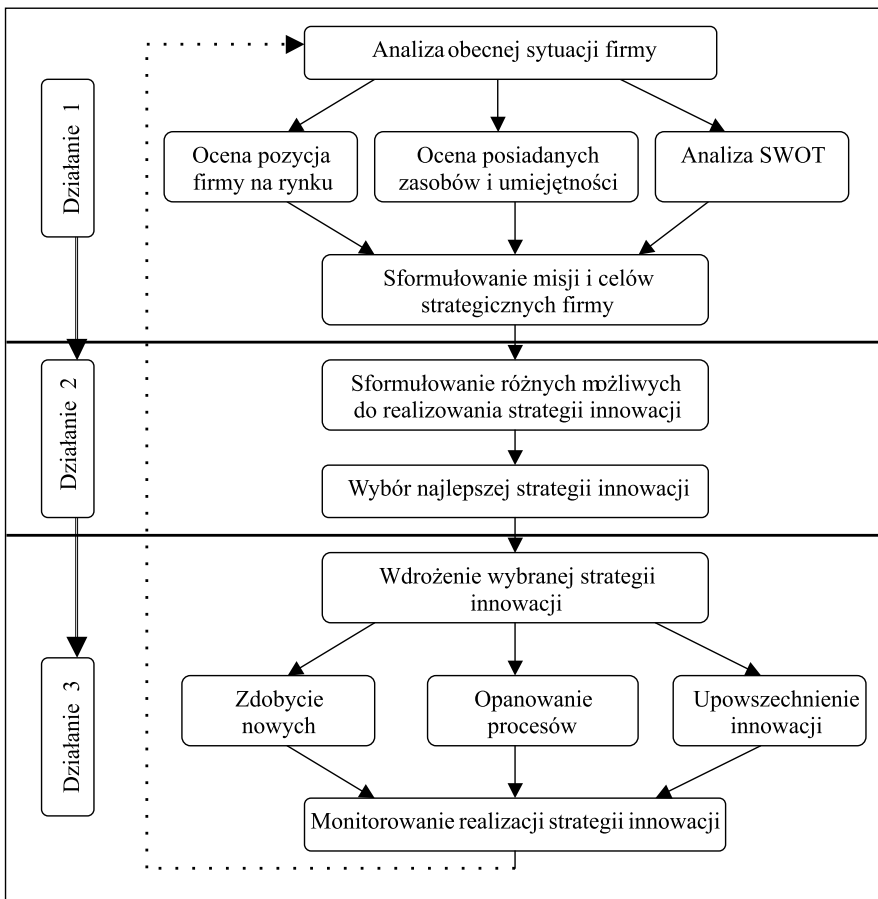 Analiza obecnej sytuacji firmy
Działanie 1
Ocena pozycja
firmy na rynku
Ocena posiadanych
zasobów i umiejętności
Analiza SWOT
Sformułowanie misji i celów
strategicznych firmy
Działanie 2
Sformułowanie różnych możliwych
do realizowania strategii innowacji
Wybór najlepszej strategii innowacji
Wdrożenie wybranej strategii
innowacji
Działanie 3
Zdobycie
nowych
Opanowanie
procesów
Upowszechnienie
innowacji
Monitorowanie realizacji strategii innowacji